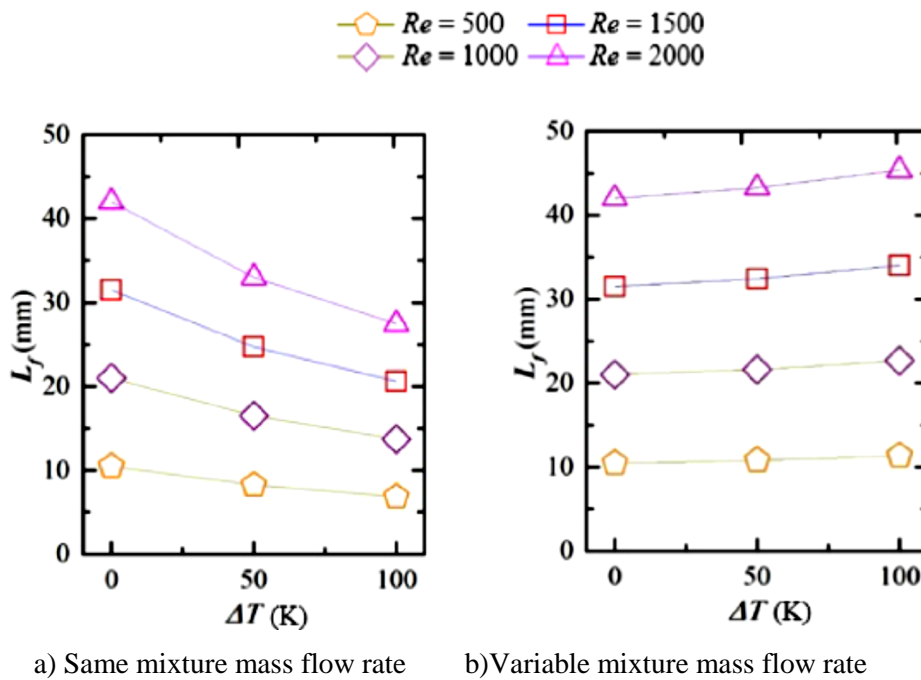 Re = 500 Re = 1500
Re = 1000 Re = 2000
50
40
30
20
10
0
L_f (mm)
0 50 100
ΔT (K)
50
40
30
20
10
0
L_f (mm)
0 50 100
ΔT (K)
a) Same mixture mass flow rate b)Variable mixture mass flow rate